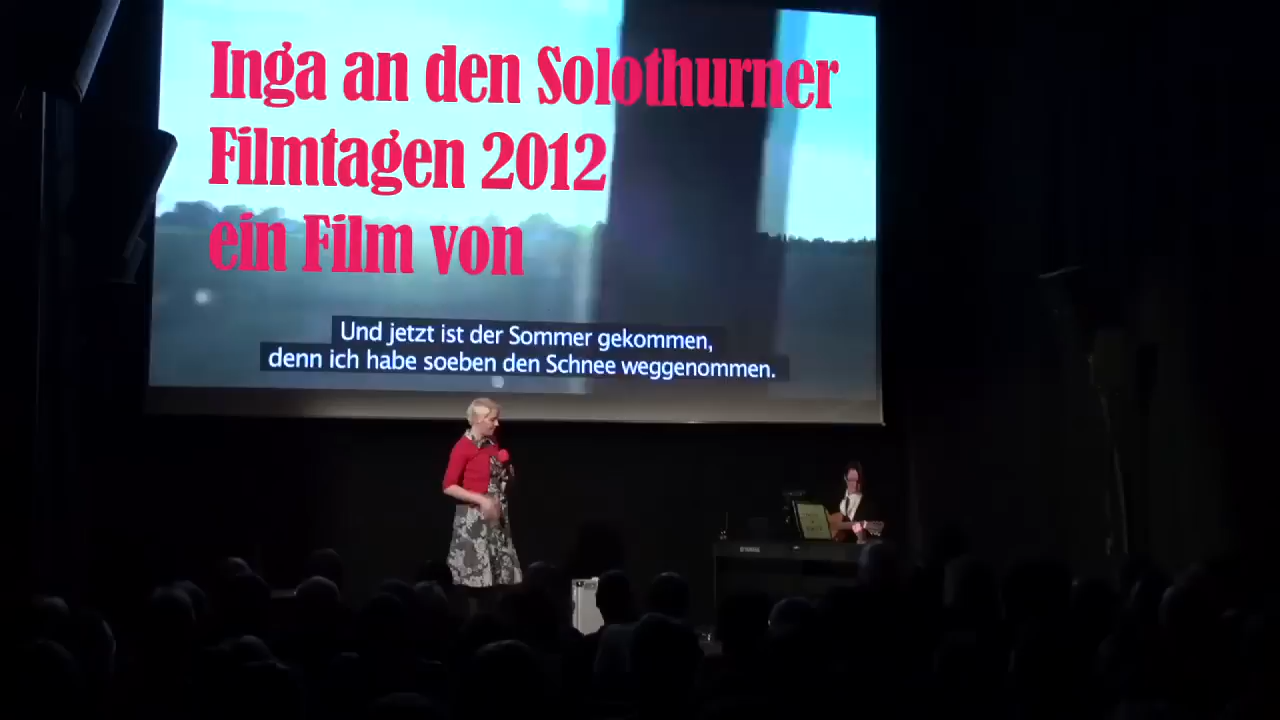 Inga an den Solothurner
Filmtagen 2012
ein Film von
Und jetzt ist der Sommer gekommen,
denn ich habe soeben den Schnee weggenommen.